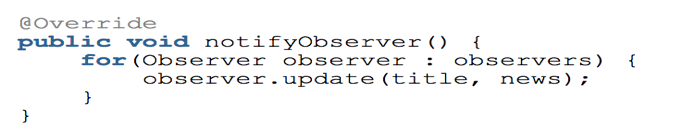 @Override
public void notifyObserver() {
    for(Observer observer : observers) {
        observer.update(title, news);
    }
}